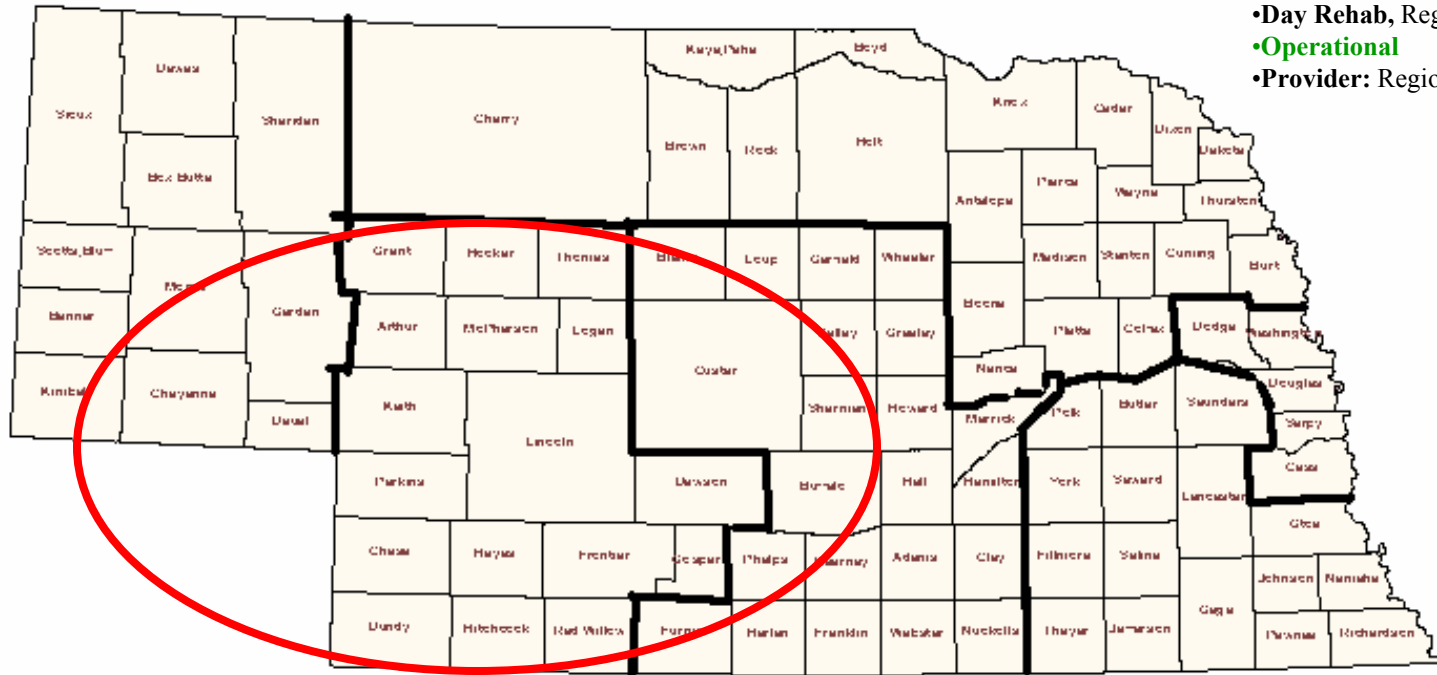 •Day Rehab, Reg
•Operational
•Provider: Regio
Keya Paha Boyd
Dawes
Knox
Sioux Sheridan Cherry Cedar
Dixon
Brown Rock Holt Dakota
Box Butte Pierce
Wayne
Antelope Thurston
Scotts Bluff Grant Hooker Thomas Loup Garfield Wheeler Madison Stanton Cuming
Burt
Banner Garden Boone
Arthur McPherson Logan Greeley Platte Colfax Dodge Washington
Custer Nance
Kimball Cheyenne Keith Douglas
Deuel Sherman Howard Merrick Polk Butler Saunders
Sarpy
Lincoln
Perkins Dawson Buffalo Hall Hamilton York Seward Cass
Lancaster
Otoe
Chase Hayes Frontier Gosper Phelps Kearney Adams Clay Fillmore Saline
Johnson Nemaha
Gage
Dundy Hitchcock Red Willow Furnas Harlan Franklin Webster Nuckolls Thayer Jefferson
Pawnee Richardson